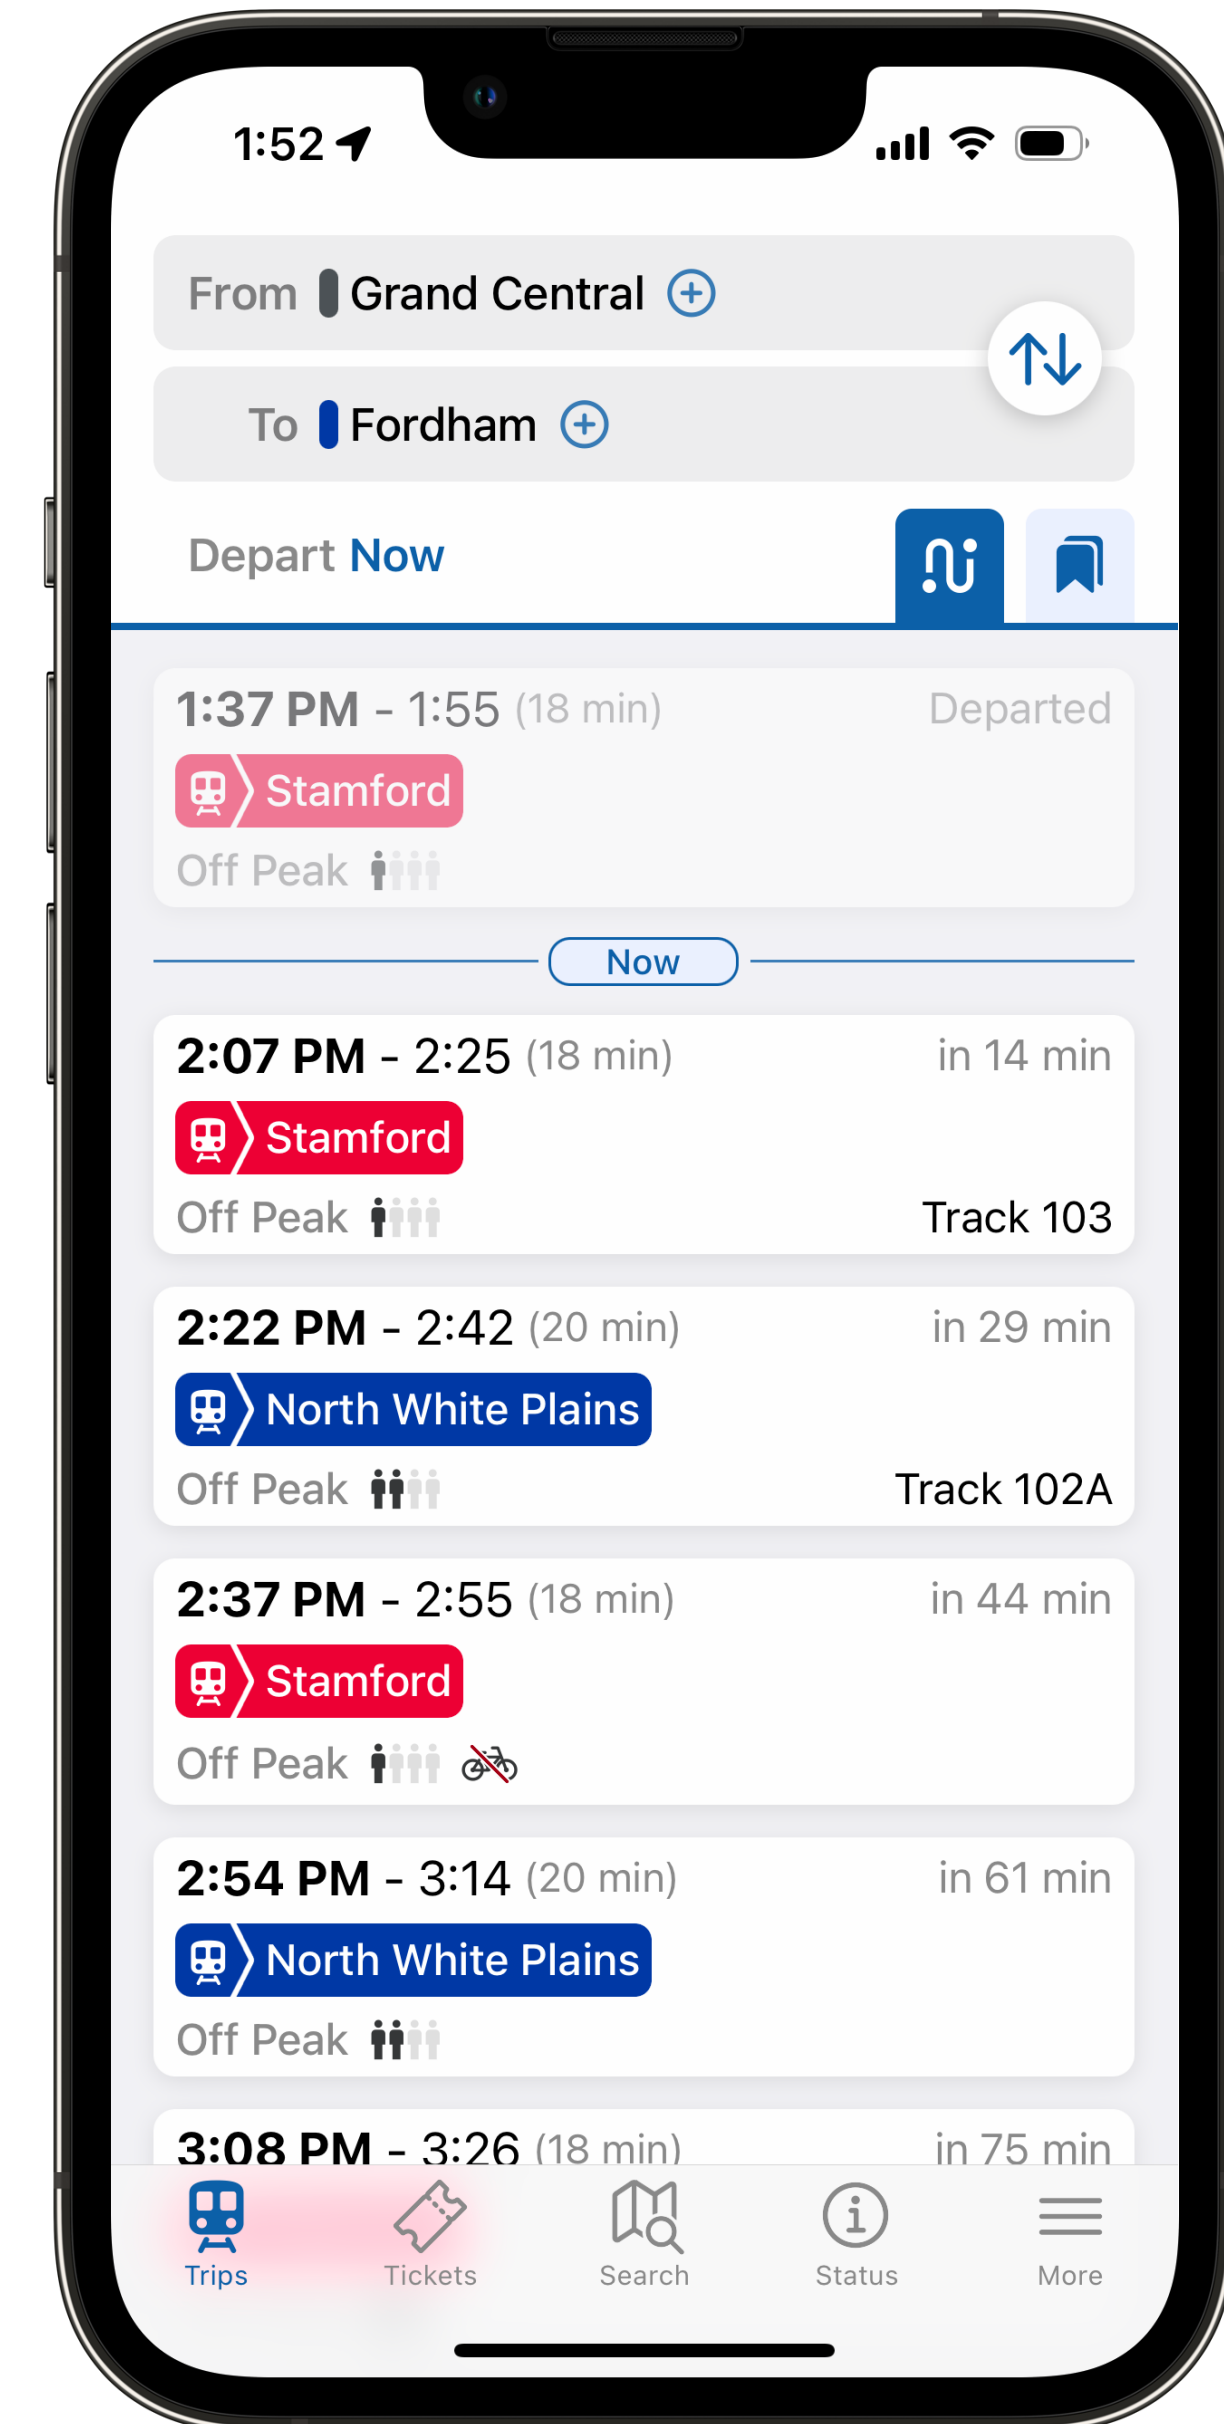 1:52
From Grand Central
To Fordham
Depart Now
1:37 PM - 1:55 (18 min) Departed
Stamford
Off Peak
Now
2:07 PM - 2:25 (18 min) in 14 min
Stamford
Off Peak Track 103
2:22 PM - 2:42 (20 min) in 29 min
North White Plains
Off Peak Track 102A
2:37 PM - 2:55 (18 min) in 44 min
Stamford
Off Peak
2:54 PM - 3:14 (20 min) in 61 min
North White Plains
Off Peak
3:08 PM - 3:26 (18 min) in 75 min
Trips Tickets Search Status More